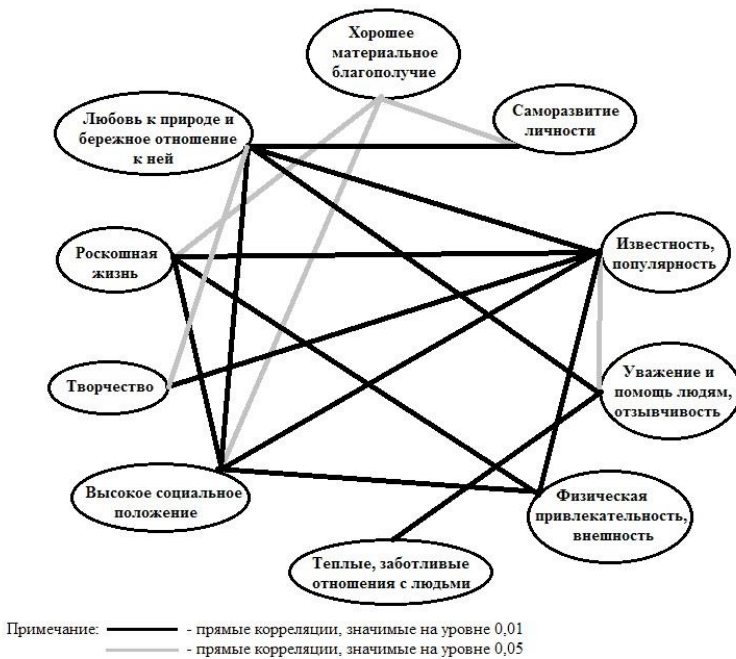 Хорошее
материальное
благополучие
Саморазвитие
личности
Любовь к природе и
бережное отношение
к ней
Роскошная
жизнь
Известность,
популярность
Творчество
Уважение и
помощь людям,
отзывчивость
Высокое социальное
положение
Физическая
привлекательность,
внешность
Теплые, заботливые
отношения с людьми
Примечание: - прямые корреляции, значимые на уровне 0,01
- прямые корреляции, значимые на уровне 0,05